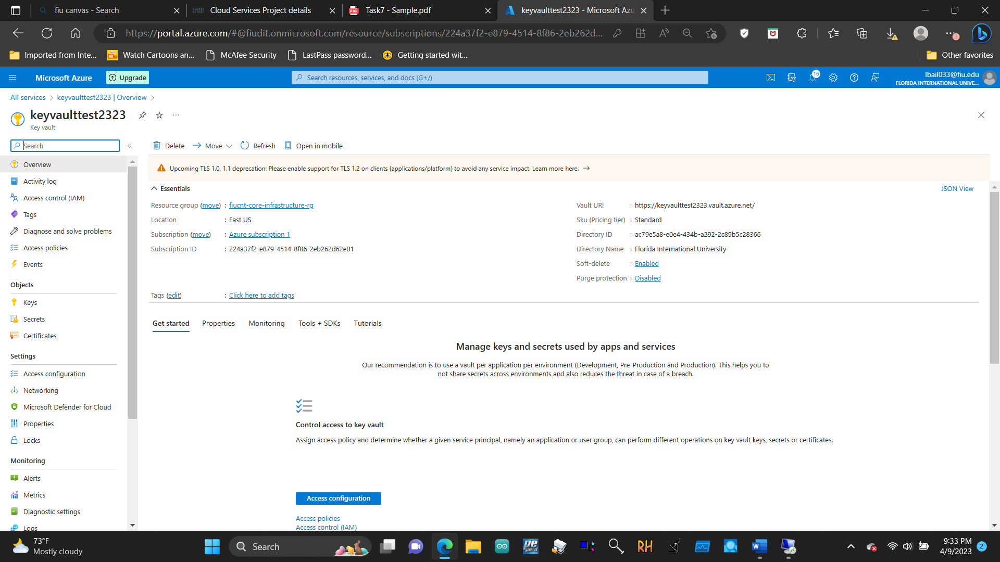 fiu canvas - Search
FIU Cloud Services Project details
PDF Task7 - Sample.pdf
keyvaulttest2323 - Microsoft Azu
https://portal.azure.com/#@fiudit.onmicrosoft.com/resource/subscriptions/224a37f2-e879-4514-8f86-2eb262d...
Imported from Inte...
Watch Cartoons an...
McAfee Security
LastPass password...
Getting started wit...
Other favorites
Microsoft Azure
Upgrade
Search resources, services, and docs (G+/)
16
lbail033@fiu.edu
FLORIDA INTERNATIONAL UNIVE...
All services > keyvaulttest2323 | Overview >
keyvaulttest2323
Key vault
Search
«
Delete
Move
Refresh
Open in mobile
Overview
Activity log
Access control (IAM)
Tags
Diagnose and solve problems
Access policies
Events
Objects
Keys
Secrets
Certificates
Settings
Access configuration
Networking
Microsoft Defender for Cloud
Properties
Locks
Monitoring
Alerts
Metrics
Diagnostic settings
Logs
Upcoming TLS 1.0, 1.1 deprecation: Please enable support for TLS 1.2 on clients (applications/platform) to avoid any service impact. Learn more here. →
Essentials
JSON View
Resource group (move) : fiucnt-core-infrastructure-rg
Location : East US
Subscription (move) : Azure subscription 1
Subscription ID : 224a37f2-e879-4514-8f86-2eb262d62e01
Vault URI : https://keyvaulttest2323.vault.azure.net/
Sku (Pricing tier) : Standard
Directory ID : ac79e5a8-e0e4-434b-a292-2c89b5c28366
Directory Name : Florida International University
Soft-delete : Enabled
Purge protection : Disabled
Tags (edit) : Click here to add tags
Get started
Properties
Monitoring
Tools + SDKs
Tutorials
Manage keys and secrets used by apps and services
Our recommendation is to use a vault per application per environment (Development, Pre-Production and Production). This helps you to
not share secrets across environments and also reduces the threat in case of a breach.
Control access to key vault
Assign access policy and determine whether a given service principal, namely an application or user group, can perform different operations on key vault keys, secrets or certificates.
Access configuration
Access policies
Access control (IAM)
73°F
Mostly cloudy
Search
RH
9:33 PM
4/9/2023
2